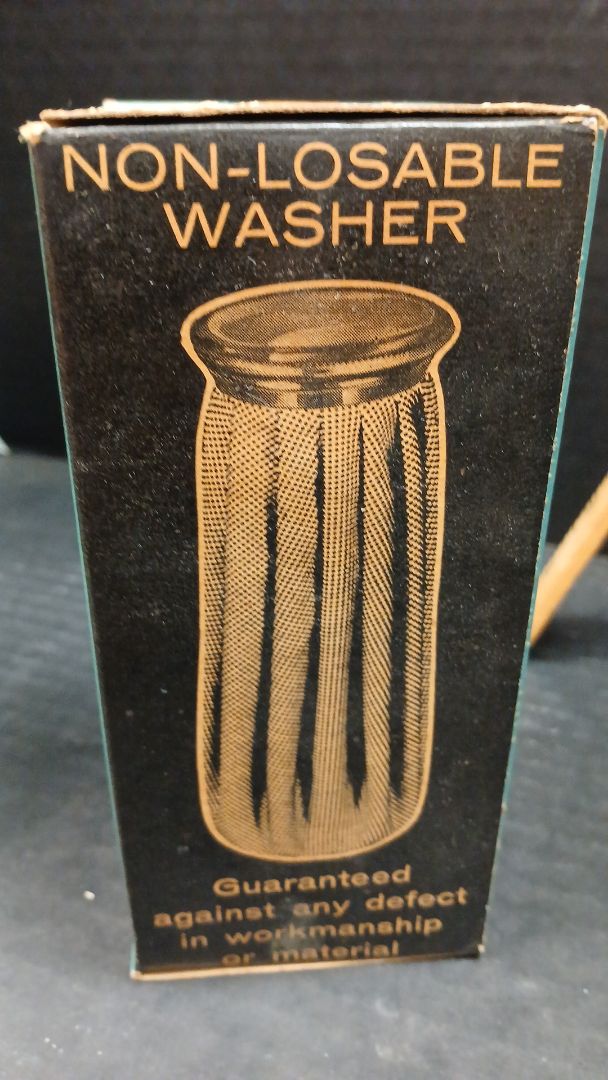 NON-LOSABLE
WASHER
Guaranteed
against any defect
in workmanship
or material